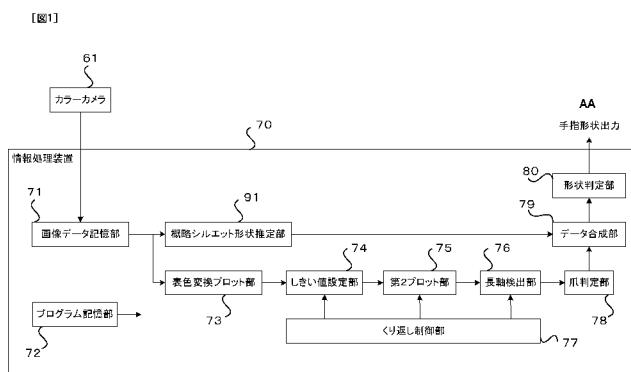 [図1]
61
カラーカメラ
AA
手指形状出力
70
情報処理装置
80
形状判定部
71
91
79
画像データ記憶部
概略シルエット形状推定部
データ合成部
74
75
76
表色変換プロット部
しきい値設定部
第2プロット部
長軸検出部
爪判定部
73
78
プログラム記憶部
72
くり返し制御部
77